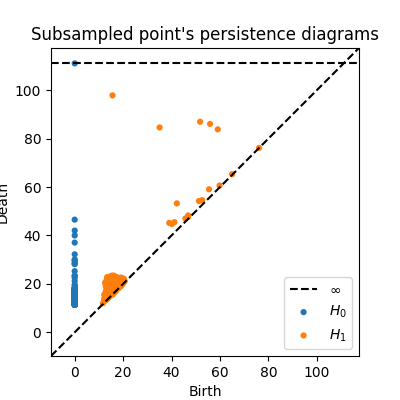 Subsampled point's persistence diagrams
100
80
60
40
20
0
Death
0 20 40 60 80 100
Birth
∞
H₀
H₁